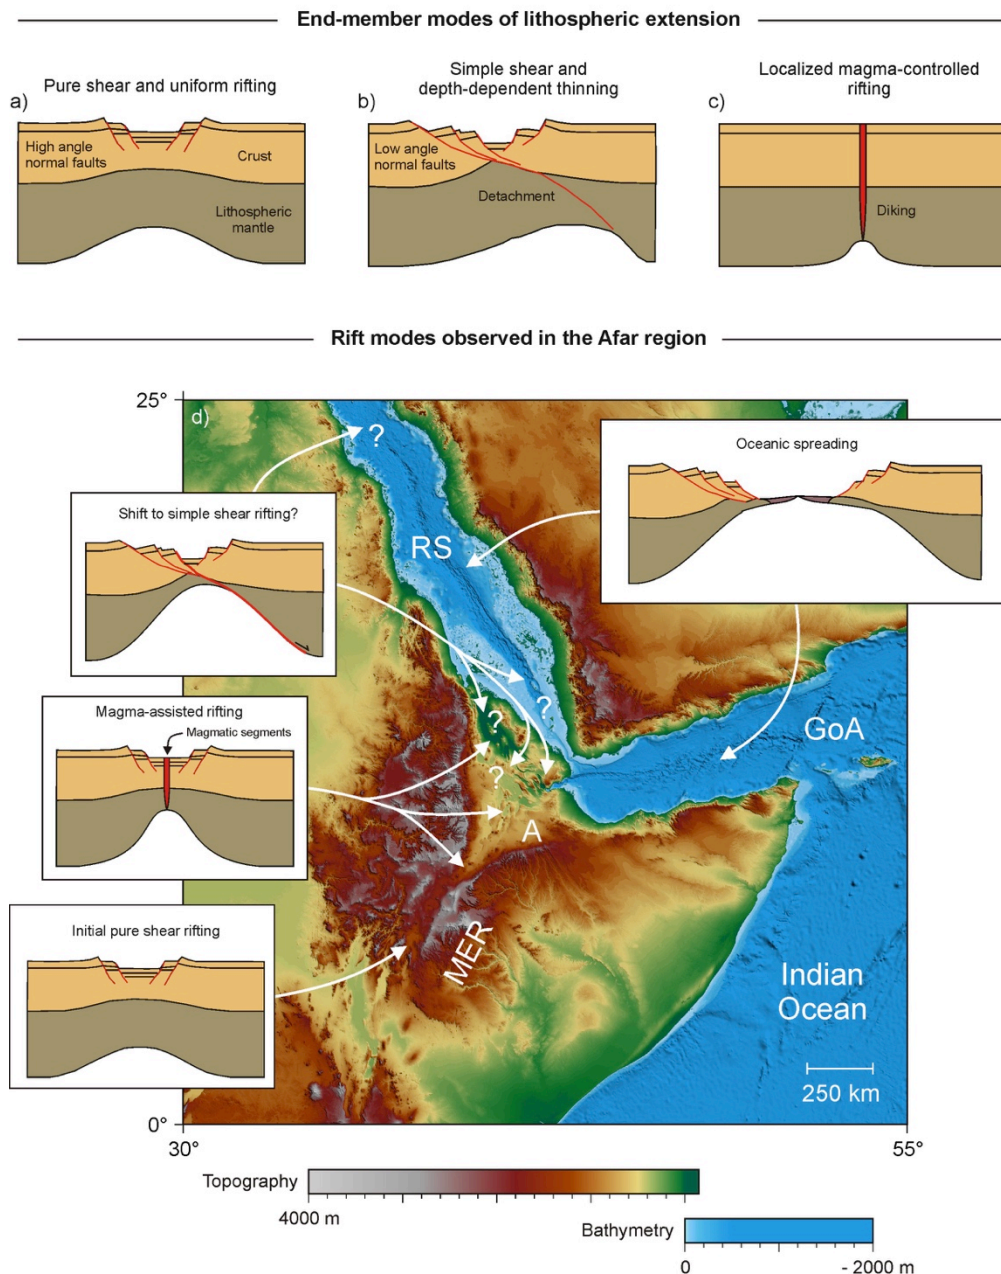 End-member modes of lithospheric extension
Pure shear and uniform rifting
a)
High angle
normal faults
Crust
Lithospheric
mantle
Simple shear and
depth-dependent thinning
b)
Low angle
normal faults
Detachment
Localized magma-controlled
rifting
c)
Diking
Rift modes observed in the Afar region
25°
d)
?
Oceanic spreading
Shift to simple shear rifting?
RS
Magma-assisted rifting
Magmatic segments
?
?
?
GoA
A
Initial pure shear rifting
MER
Indian
Ocean
250 km
0°
30°
55°
Topography
4000 m
Bathymetry
0
- 2000 m